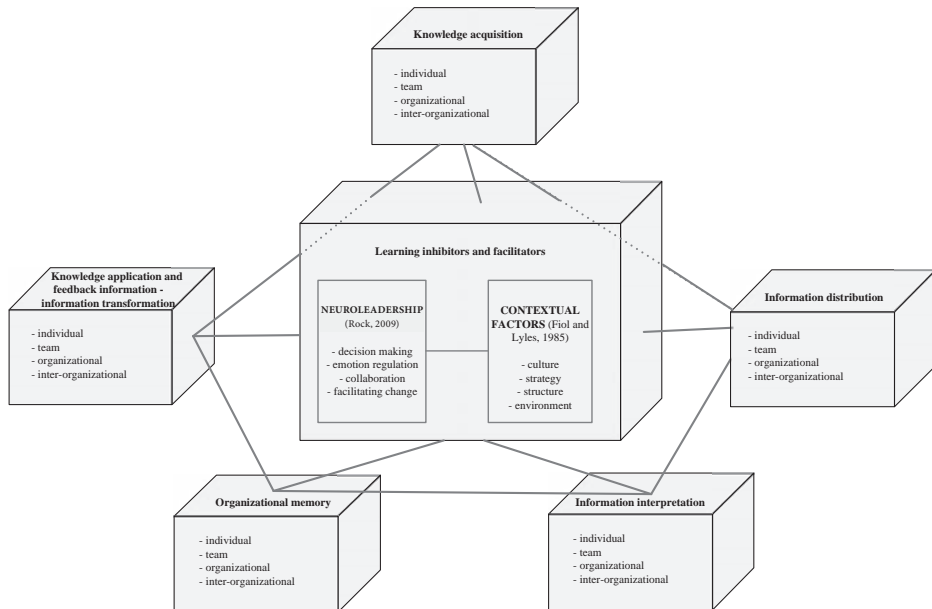 Knowledge acquisition
- individual
- team
- organizational
- inter-organizational
Learning inhibitors and facilitators
NEUROLEADERSHIP
(Rock, 2009)
- decision making
- emotion regulation
- collaboration
- facilitating change
CONTEXTUAL
FACTORS (Fiol and
Lyles, 1985)
- culture
- strategy
- structure
- environment
Knowledge application and
feedback information -
information transformation
- individual
- team
- organizational
- inter-organizational
Information distribution
- individual
- team
- organizational
- inter-organizational
Organizational memory
- individual
- team
- organizational
- inter-organizational
Information interpretation
- individual
- team
- organizational
- inter-organizational